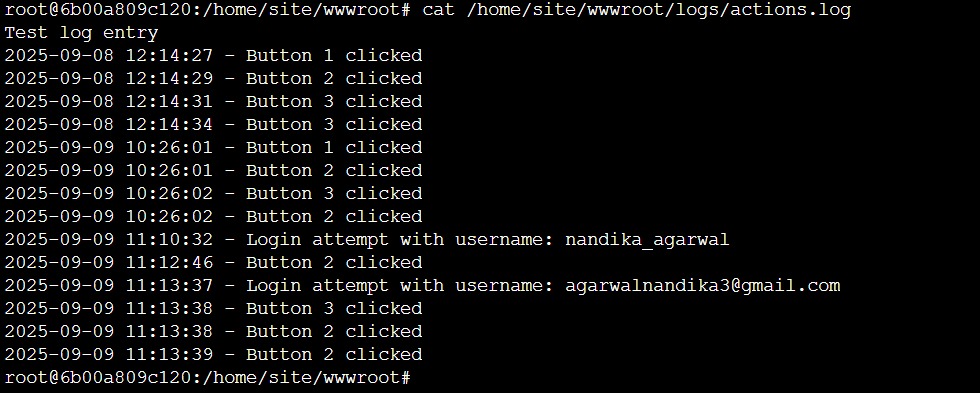 root@6b00a809c120:/home/site/wwwroot# cat /home/site/wwwroot/logs/actions.log
Test log entry
2025-09-08 12:14:27 - Button 1 clicked
2025-09-08 12:14:29 - Button 2 clicked
2025-09-08 12:14:31 - Button 3 clicked
2025-09-08 12:14:34 - Button 3 clicked
2025-09-09 10:26:01 - Button 1 clicked
2025-09-09 10:26:01 - Button 2 clicked
2025-09-09 10:26:02 - Button 3 clicked
2025-09-09 10:26:02 - Button 2 clicked
2025-09-09 11:10:32 - Login attempt with username: nandika_agarwal
2025-09-09 11:12:46 - Button 2 clicked
2025-09-09 11:13:37 - Login attempt with username: agarwalnandika3@gmail.com
2025-09-09 11:13:38 - Button 3 clicked
2025-09-09 11:13:38 - Button 2 clicked
2025-09-09 11:13:39 - Button 2 clicked
root@6b00a809c120:/home/site/wwwroot#